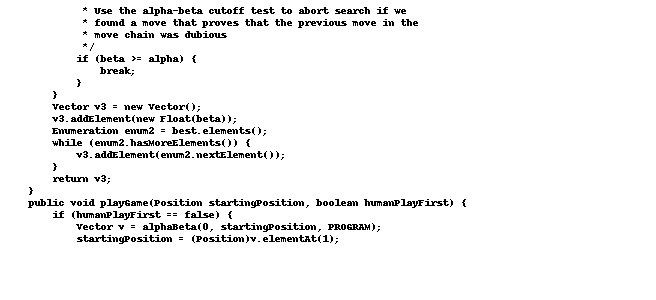 * Use the alpha-beta cutoff test to abort search if we
* found a move that proves that the previous move in the
* move chain was dubious
*/
if (beta >= alpha) {
break;
}
}
Vector v3 = new Vector();
v3.addElement(new Float(beta));
Enumeration enum2 = best.elements();
while (enum2.hasMoreElements()) {
v3.addElement(enum2.nextElement());
}
return v3;
}
public void playGame(Position startingPosition, boolean humanPlayFirst) {
if (humanPlayFirst == false) {
Vector v = alphaBeta(0, startingPosition, PROGRAM);
startingPosition = (Position)v.elementAt(1);